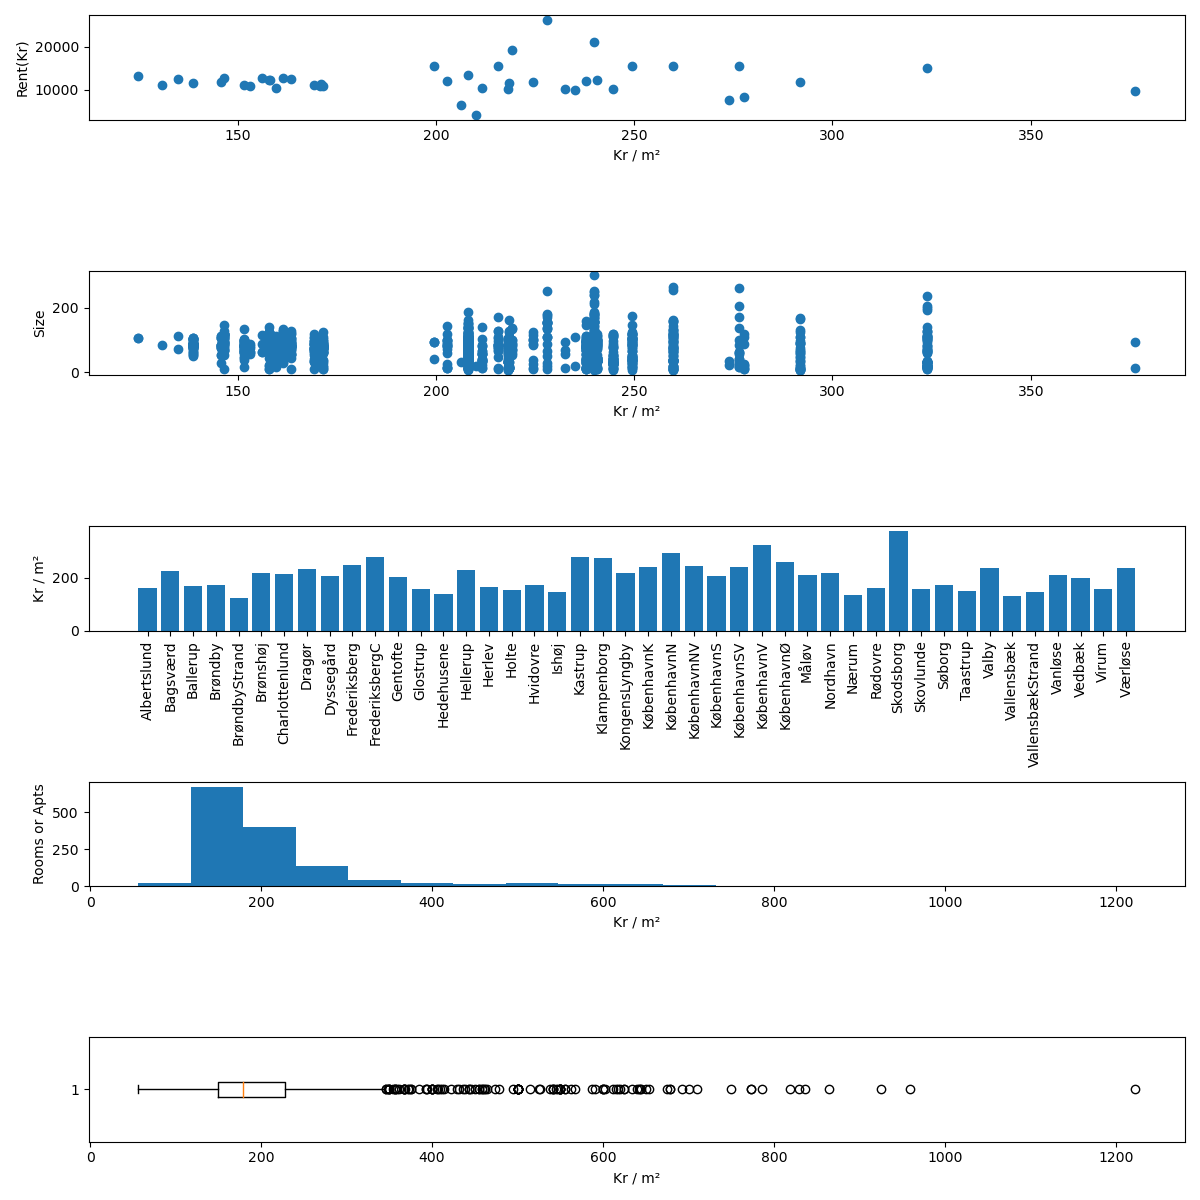 Rent(Kr)
20000
10000
150 200 250 300 350
Kr / m²
Size
200
0
150 200 250 300 350
Kr / m²
Kr / m²
200
0
Albertslund
Bagsværd
Ballerup
Brøndby
BrøndbyStrand
Brønshøj
Charlottenlund
Dragør
Dyssegård
Frederiksberg
FrederiksbergC
Gentofte
Glostrup
Hedehusene
Hellerup
Herlev
Holte
Hvidovre
Ishøj
Kastrup
Klampenborg
KongensLyngby
KøbenhavnK
KøbenhavnN
KøbenhavnNV
KøbenhavnS
KøbenhavnSV
KøbenhavnV
KøbenhavnØ
Måløv
Nordhavn
Nærum
Rødovre
Skodsborg
Skovlunde
Søborg
Taastrup
Valby
Vallensbæk
VallensbækStrand
Vanløse
Vedbæk
Virum
Værløse
Rooms or Apts
500
250
0
0 200 400 600 800 1000 1200
Kr / m²
1
0 200 400 600 800 1000 1200
Kr / m²